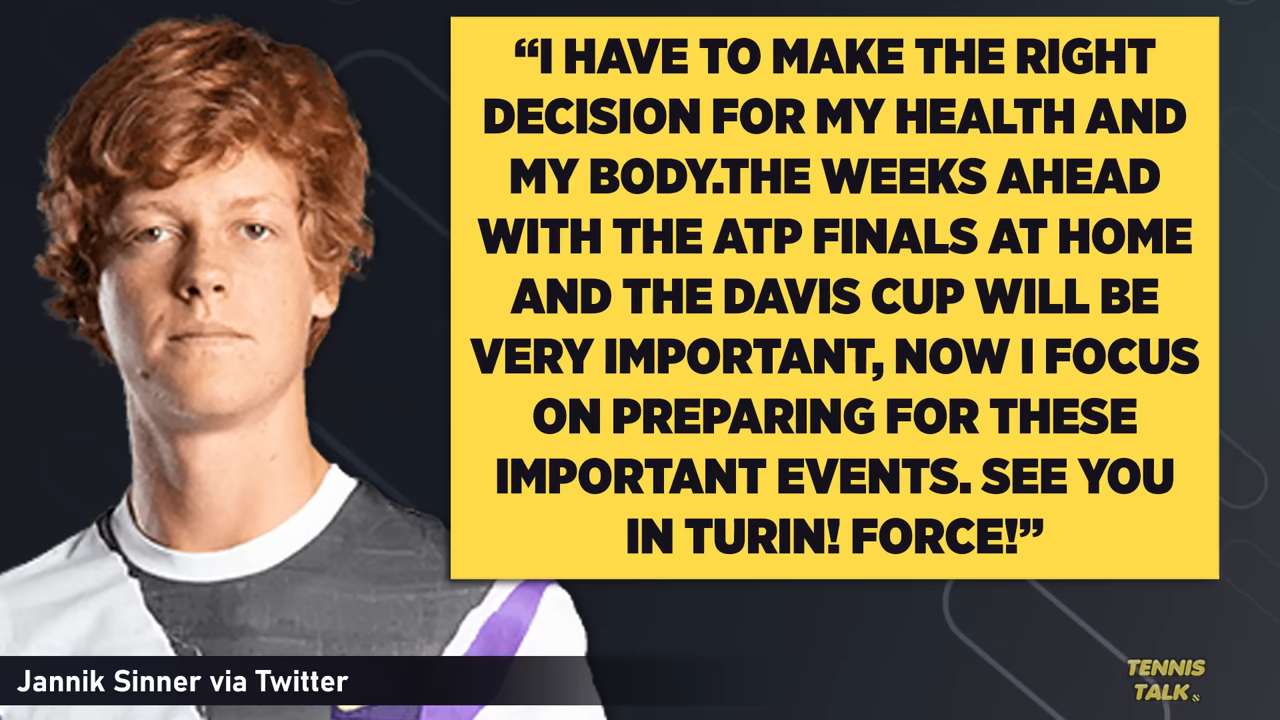 “I HAVE TO MAKE THE RIGHT
DECISION FOR MY HEALTH AND
MY BODY.THE WEEKS AHEAD
WITH THE ATP FINALS AT HOME
AND THE DAVIS CUP WILL BE
VERY IMPORTANT, NOW I FOCUS
ON PREPARING FOR THESE
IMPORTANT EVENTS. SEE YOU
IN TURIN! FORCE!”
Jannik Sinner via Twitter
TENNIS
TALK